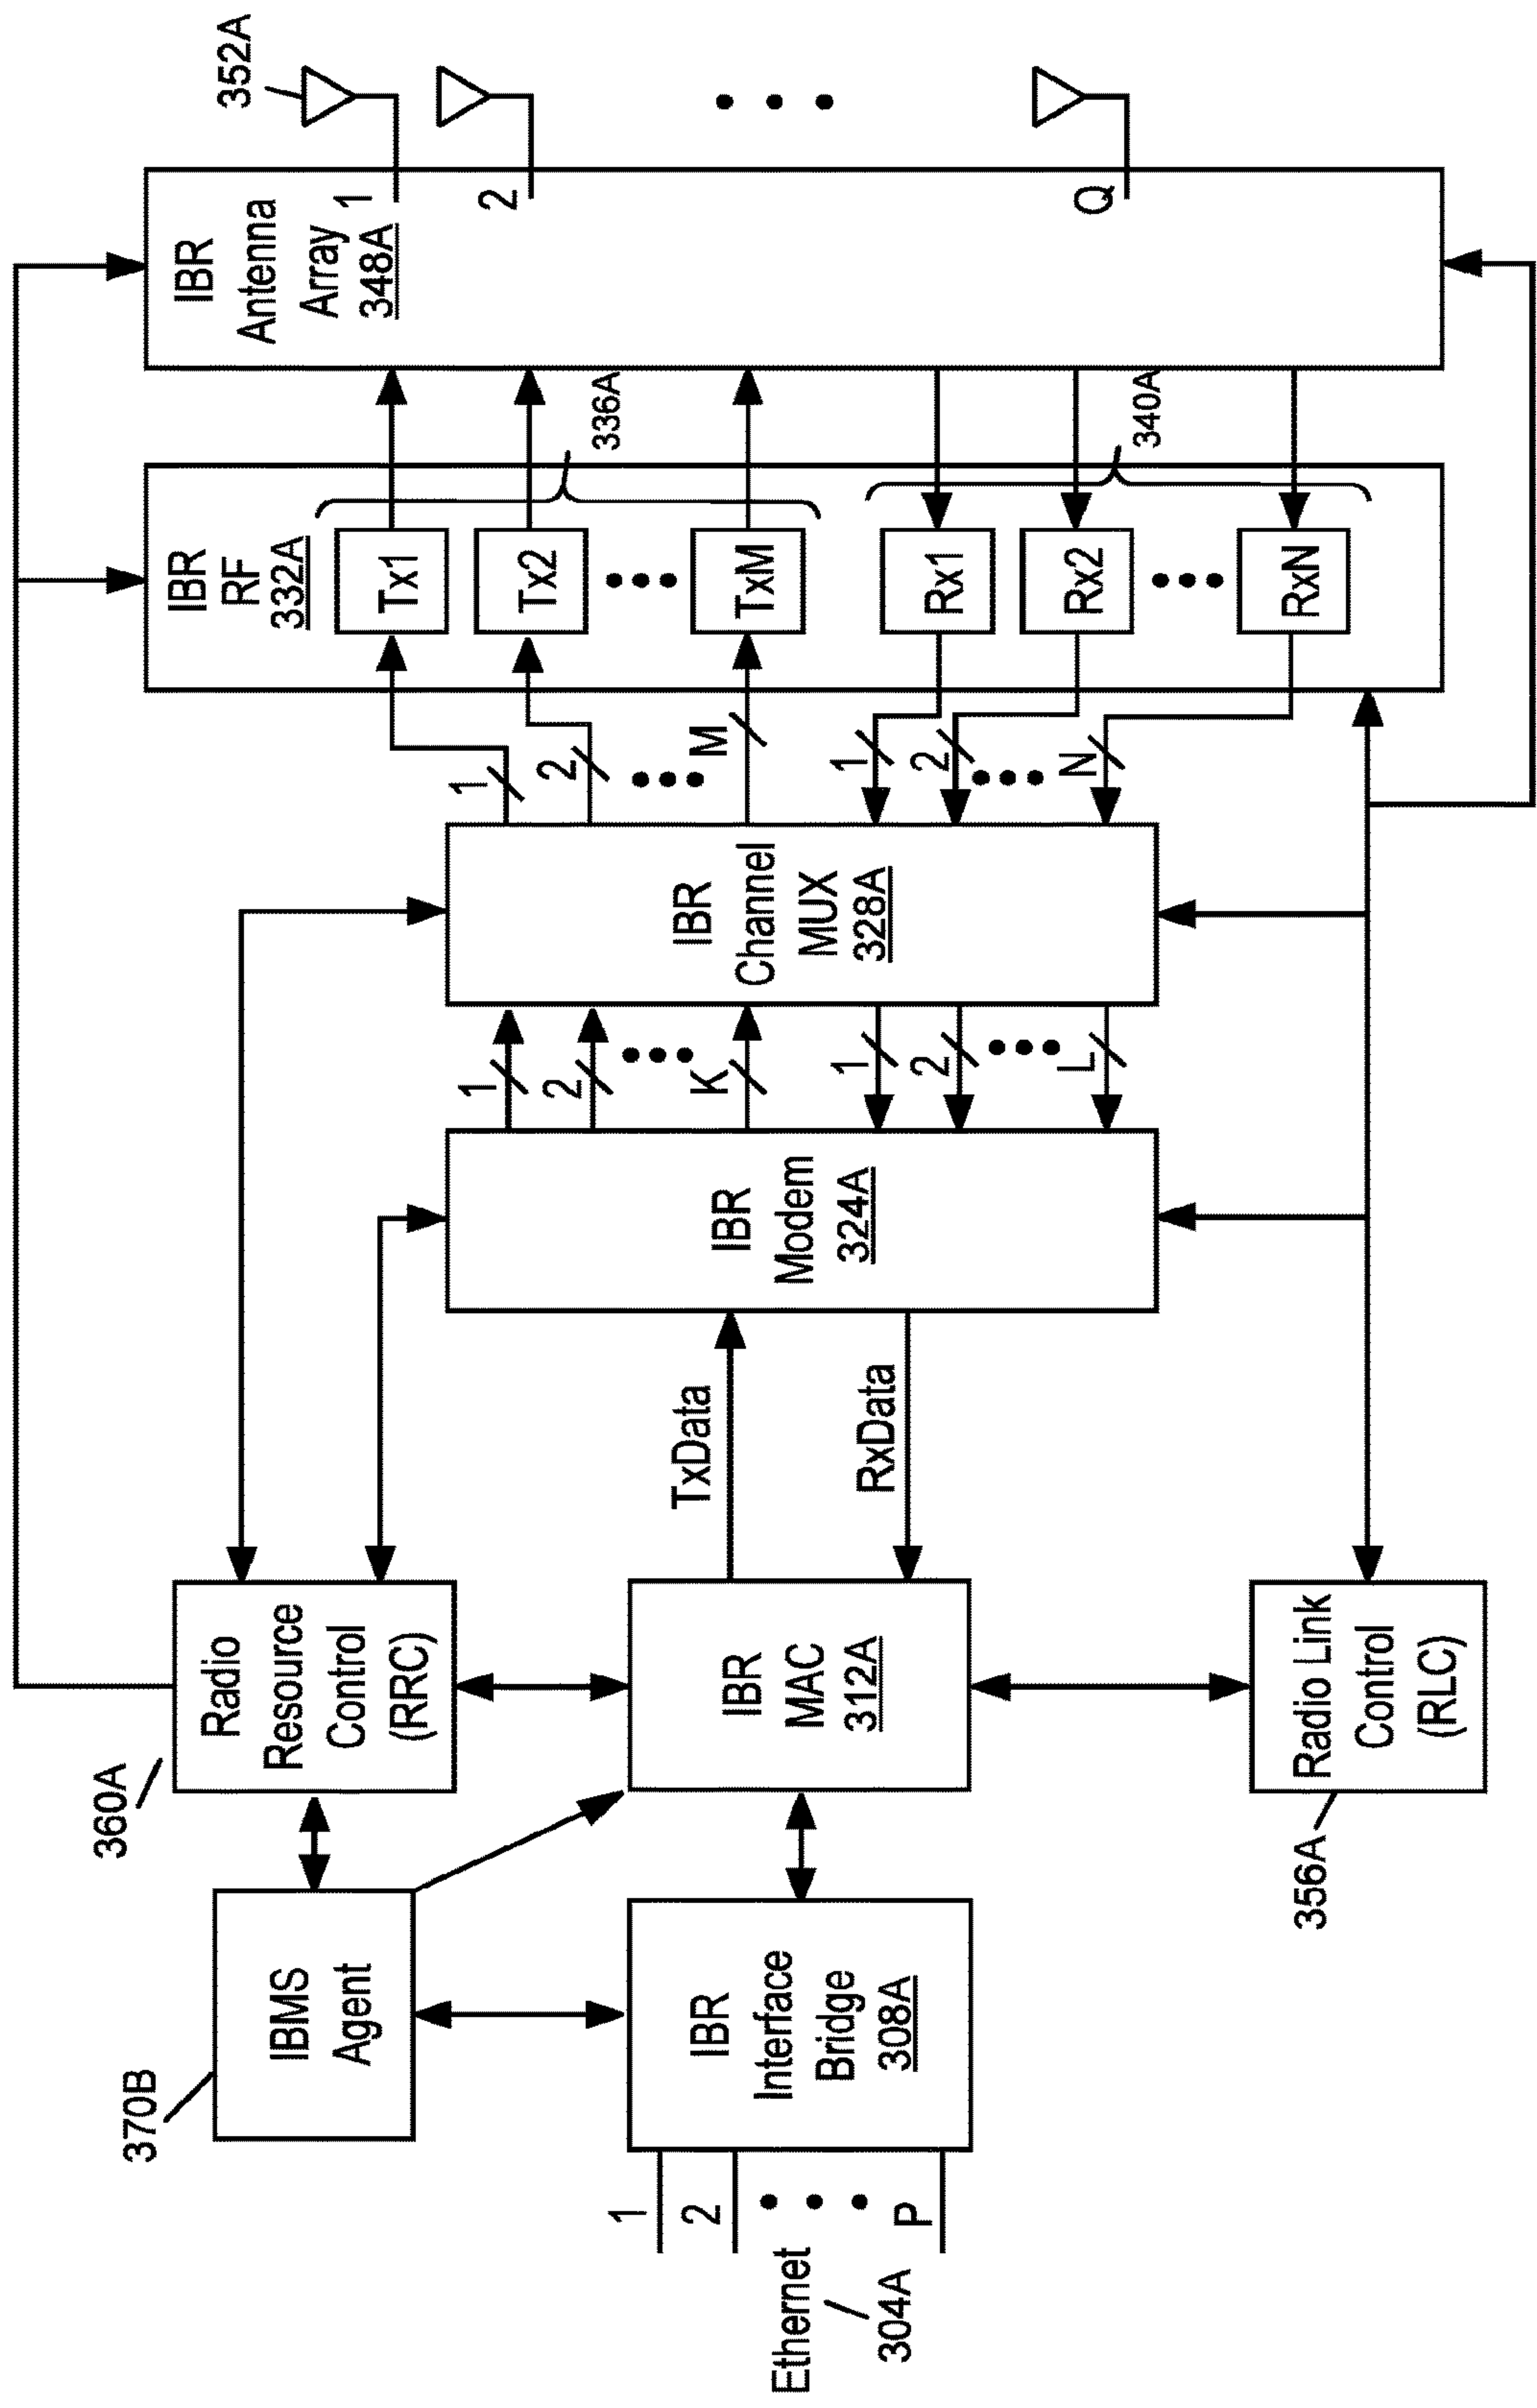 370B
IBMS
Agent
360A
Radio
Resource
Control
(RRC)
Ethernet
304A
1
2
P
IBR
Interface
Bridge
308A
IBR
MAC
312A
TxData
RxData
356A
Radio Link
Control
(RLC)
IBR
Modem
324A
1
2
K
1
2
L
IBR
Channel
MUX
328A
1
2
M
1
2
N
IBR
RF
332A
Tx1
Tx2
TxM
Rx1
Rx2
RxN
336A
340A
IBR
Antenna
Array
348A
1
2
Q
352A